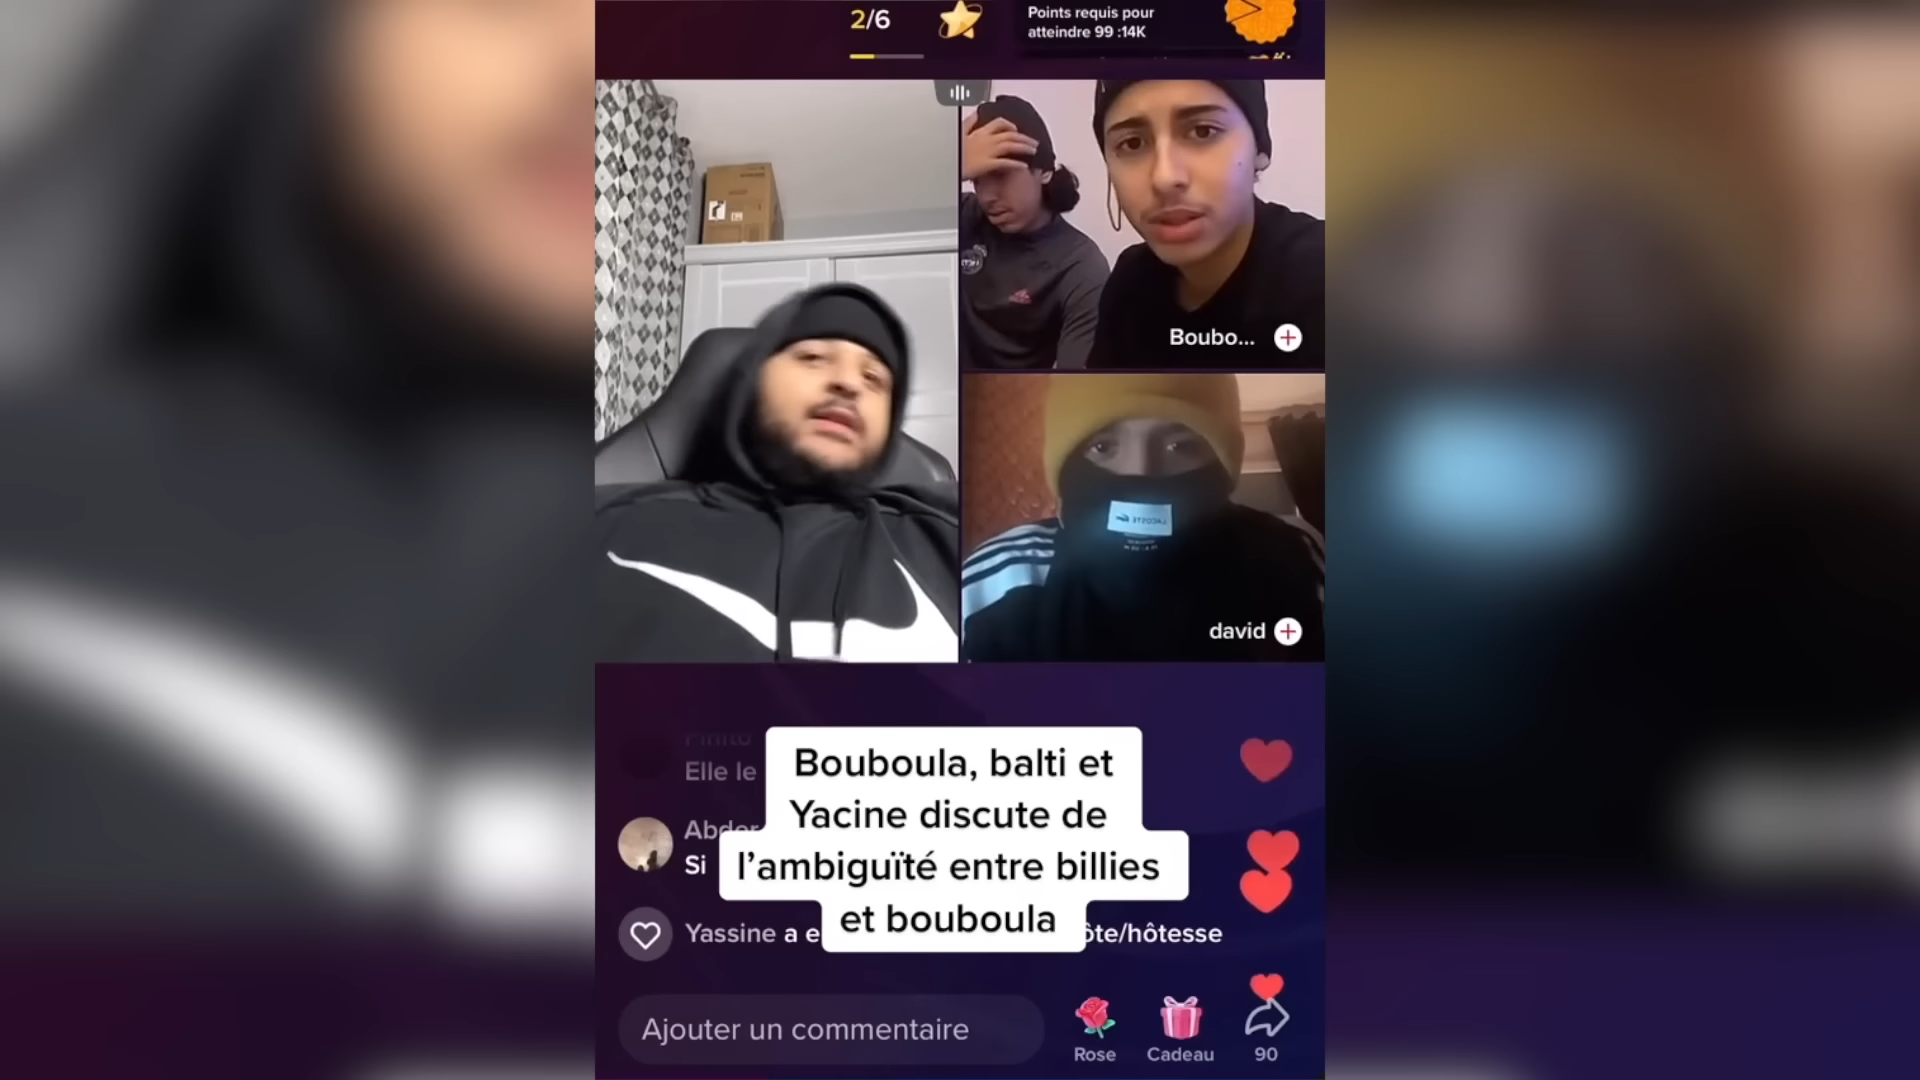 2/6
Points requis pour
atteindre 99 :14K
Boubo...
LACOSTE
david
Elle le
Bouboula, balti et
Yacine discute de
l’ambiguïté entre billies
et bouboula
Si
Yassine a e
ôte/hôtesse
Ajouter un commentaire
Rose
Cadeau
90